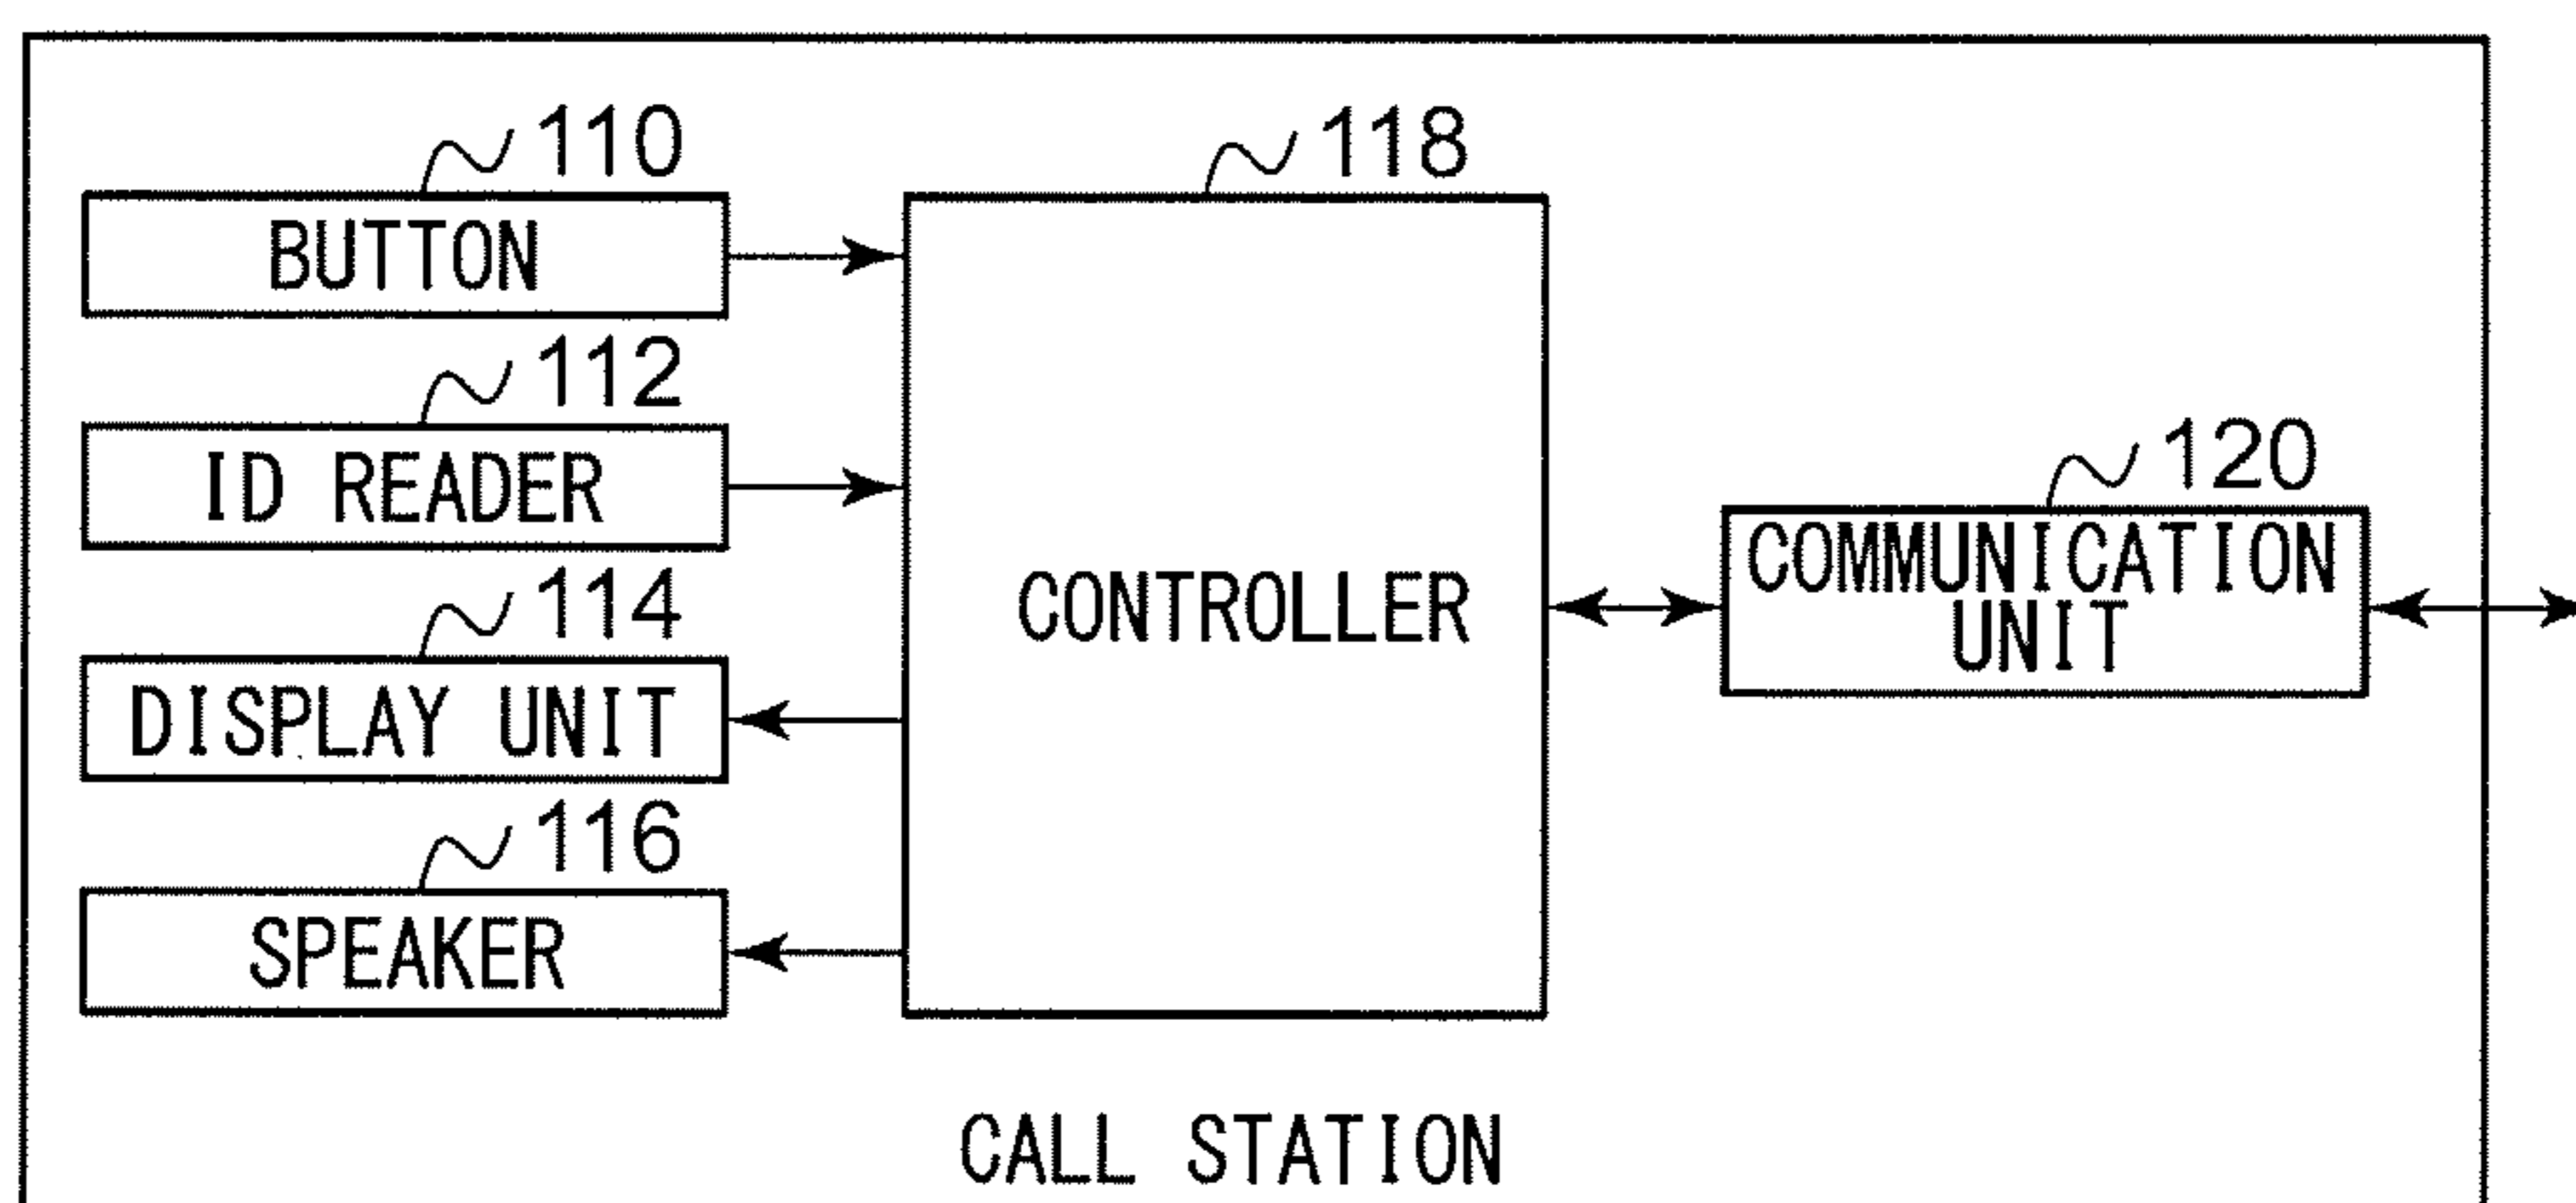 110
BUTTON
112
ID READER
114
DISPLAY UNIT
116
SPEAKER
118
CONTROLLER
120
COMMUNICATION
UNIT
CALL STATION